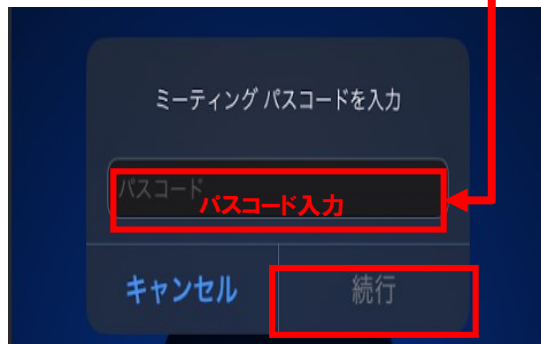 ミーティング パスコードを入力
パスコード
パスコード入力
キャンセル
続行